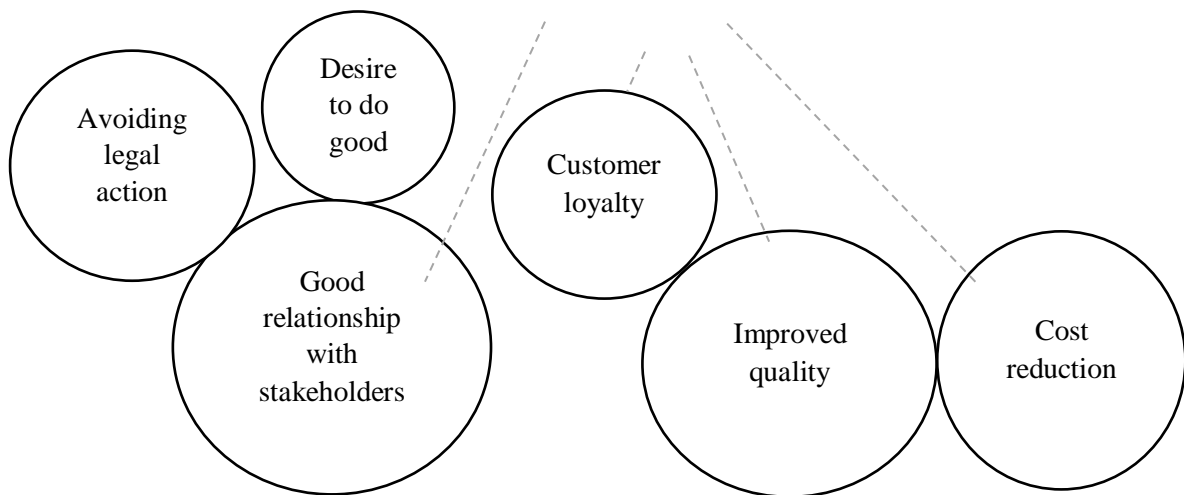 Desire
to do
good
Avoiding
legal
action
Customer
loyalty
Good
relationship
with
stakeholders
Improved
quality
Cost
reduction